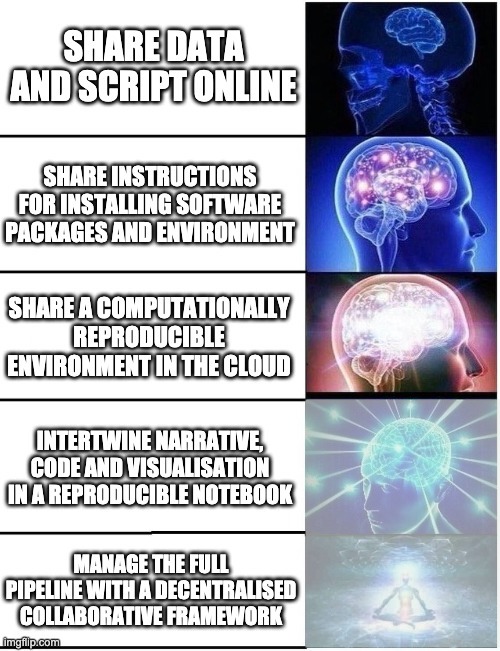 SHARE DATA
AND SCRIPT ONLINE
SHARE INSTRUCTIONS
FOR INSTALLING SOFTWARE
PACKAGES AND ENVIRONMENT
SHARE A COMPUTATIONALLY
REPRODUCIBLE
ENVIRONMENT IN THE CLOUD
INTERTWINE NARRATIVE,
CODE AND VISUALISATION
IN A REPRODUCIBLE NOTEBOOK
MANAGE THE FULL
PIPELINE WITH A DECENTRALISED
COLLABORATIVE FRAMEWORK
imgflip.com